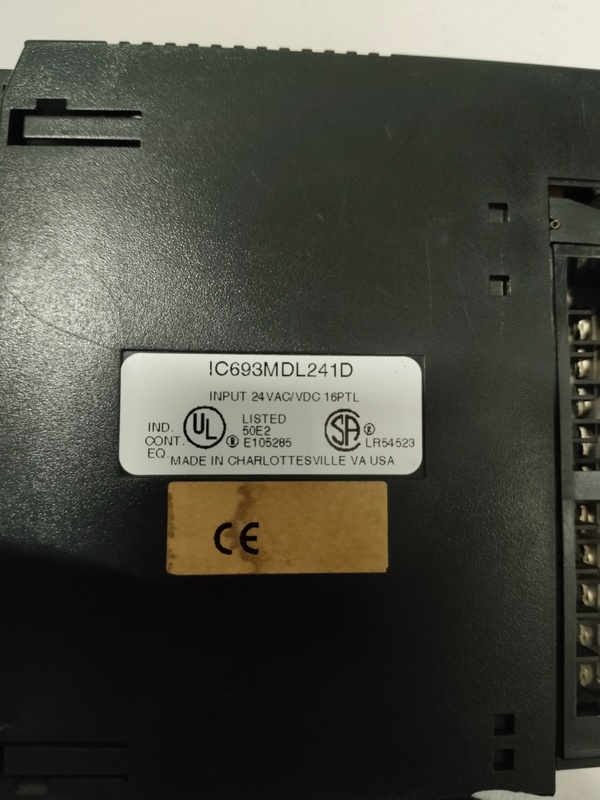 IC693MDL241D
INPUT 24VAC/VDC 16PTL
IND. CONT. EQ.
UL
LISTED
50E2
® E105285
SA ®
LR54523
MADE IN CHARLOTTESVILLE VA USA
CE